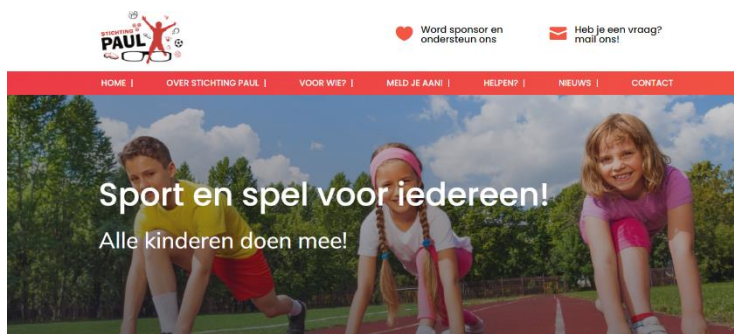 STICHTING
PAUL
Word sponsor en
ondersteun ons
Heb je een vraag?
mail ons!
HOME |
OVER STICHTING PAUL |
VOOR WIE? |
MELD JE AAN! |
HELPEN? |
NIEUWS |
CONTACT
Sport en spel voor iedereen!
Alle kinderen doen mee!